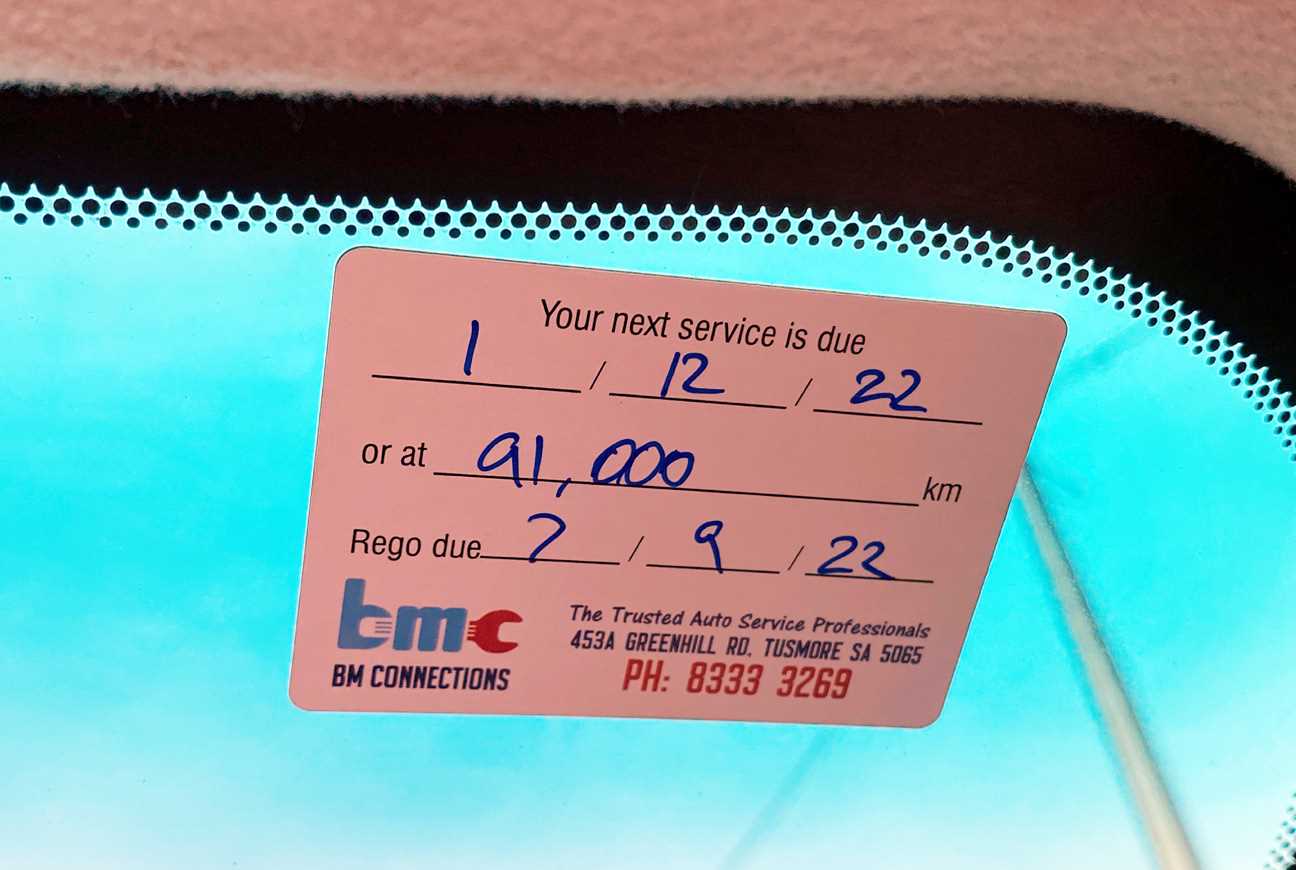 Your next service is due
1 / 12 / 22
or at 91,000 km
Rego due 7 / 9 / 22
bmc
BM CONNECTIONS
The Trusted Auto Service Professionals
453A GREENHILL RD, TUSMORE SA 5065
PH: 8333 3269